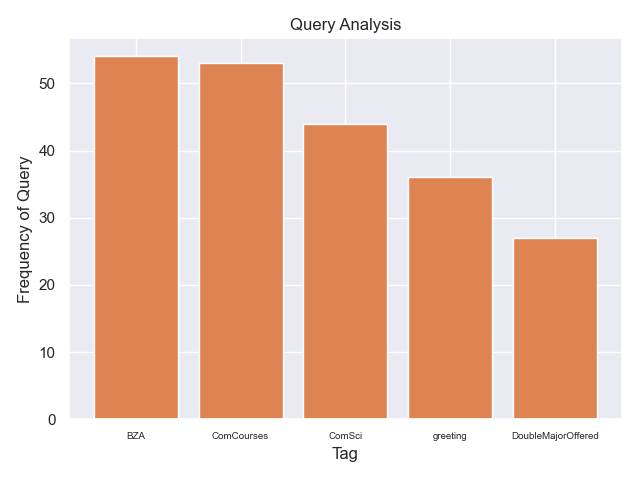 Query Analysis
Frequency of Query
50
40
30
20
10
0
BZA ComCourses ComSci greeting DoubleMajorOffered
Tag